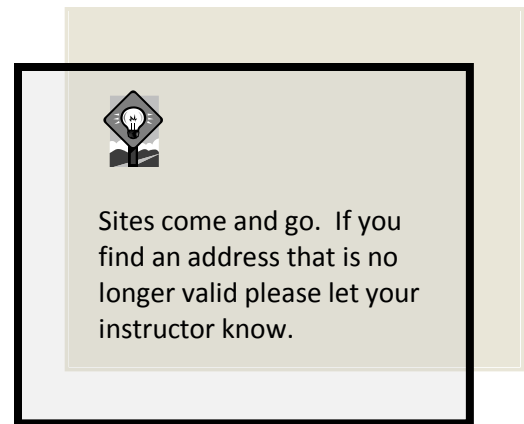 Sites come and go.  If you
find an address that is no
longer valid please let your
instructor know.